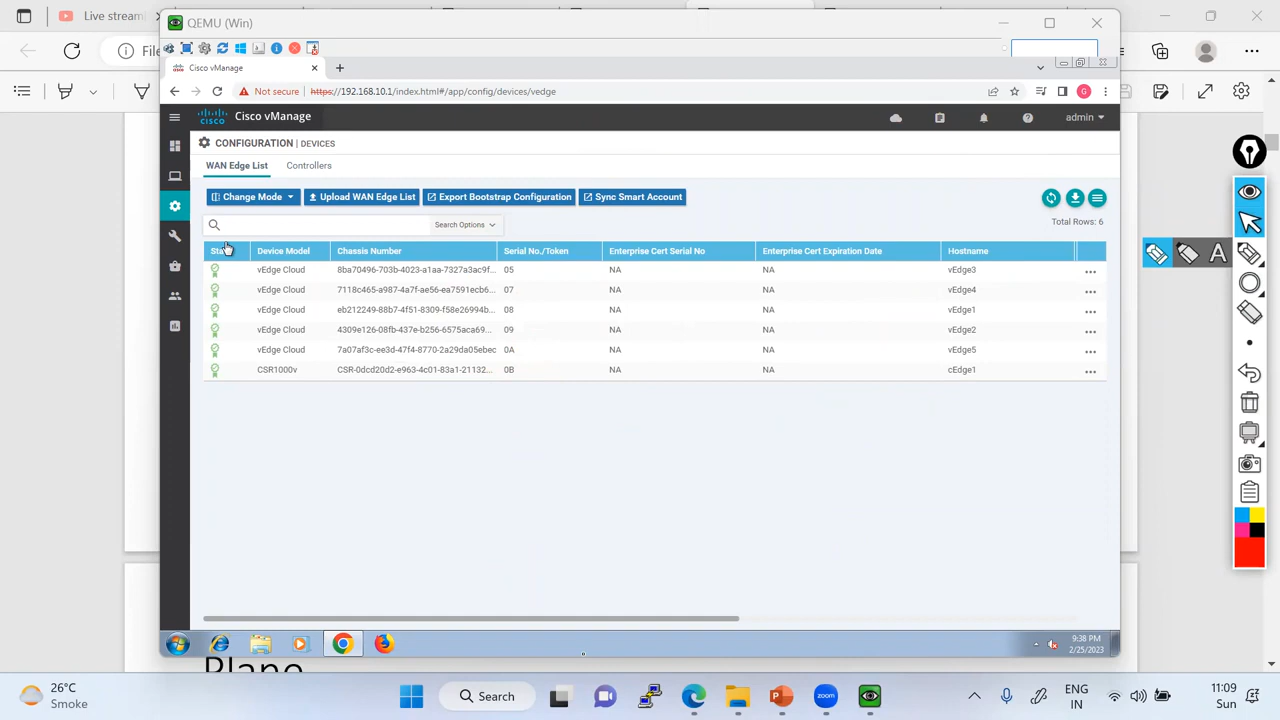 Live stream
QEMU (Win)
File
Cisco vManage
Not secure https://192.168.10.1/index.html#/app/config/devices/vedge
G
CISCO Cisco vManage
admin
CONFIGURATION | DEVICES
WAN Edge List Controllers
Change Mode Upload WAN Edge List Export Bootstrap Configuration Sync Smart Account
Search Options
Total Rows: 6
Device Model Chassis Number Serial No./Token Enterprise Cert Serial No Enterprise Cert Expiration Date Hostname
vEdge Cloud 8ba70496-703b-4023-a1aa-7327a3ac9f... 05 NA NA vEdge3 ...
vEdge Cloud 7118c465-a987-4a7f-ae56-ea7591ecb6... 07 NA NA vEdge4 ...
vEdge Cloud eb212249-88b7-4f51-8309-f58e26994b... 08 NA NA vEdge1 ...
vEdge Cloud 4309e126-08fb-437e-b256-6575aca69... 09 NA NA vEdge2 ...
vEdge Cloud 7a07af3c-ee3d-47f4-8770-2a29da05ebec 0A NA NA vEdge5 ...
CSR1000v CSR-0dcd20d2-e963-4c01-83a1-21132... 0B NA NA cEdge1 ...
9:38 PM
2/25/2023
Plane
26°C
Smoke
Search
zoom
ENG
IN
11:09
Sun
A